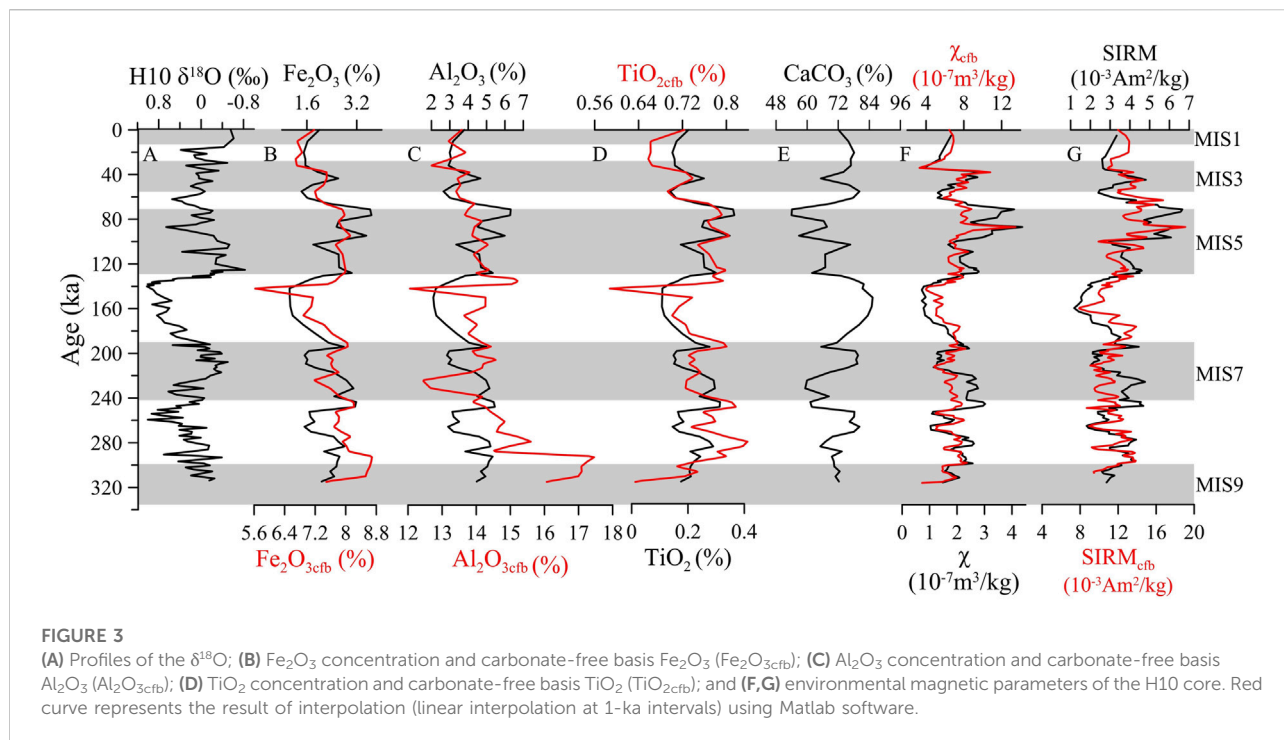 H10 δ¹⁸O (‰) Fe₂O₃ (%) Al₂O₃ (%) TiO₂cfb (%) CaCO₃ (%) χcfb (10⁻⁷m³/kg) SIRM (10⁻³Am²/kg)
0.8 0 -0.8 1.6 3.2 2 3 4 5 6 7 0.56 0.64 0.72 0.8 48 60 72 84 96 4 8 12 1 2 3 4 5 6 7
A B C D E F G
Age (ka)
0
40
80
120
160
200
240
280
320
MIS1
MIS3
MIS5
MIS7
MIS9
5.6 6.4 7.2 8 8.8 12 13 14 15 16 17 18 0 0.2 0.4 0 1 2 3 4 4 8 12 16 20
Fe₂O₃cfb (%) Al₂O₃cfb (%) TiO₂ (%) χ (10⁻⁷m³/kg) SIRMcfb (10⁻³Am²/kg)
FIGURE 3
(A) Profiles of the δ¹⁸O; (B) Fe₂O₃ concentration and carbonate-free basis Fe₂O₃ (Fe₂O₃cfb); (C) Al₂O₃ concentration and carbonate-free basis
Al₂O₃ (Al₂O₃cfb); (D) TiO₂ concentration and carbonate-free basis TiO₂ (TiO₂cfb); and (F,G) environmental magnetic parameters of the H10 core. Red
curve represents the result of interpolation (linear interpolation at 1-ka intervals) using Matlab software.